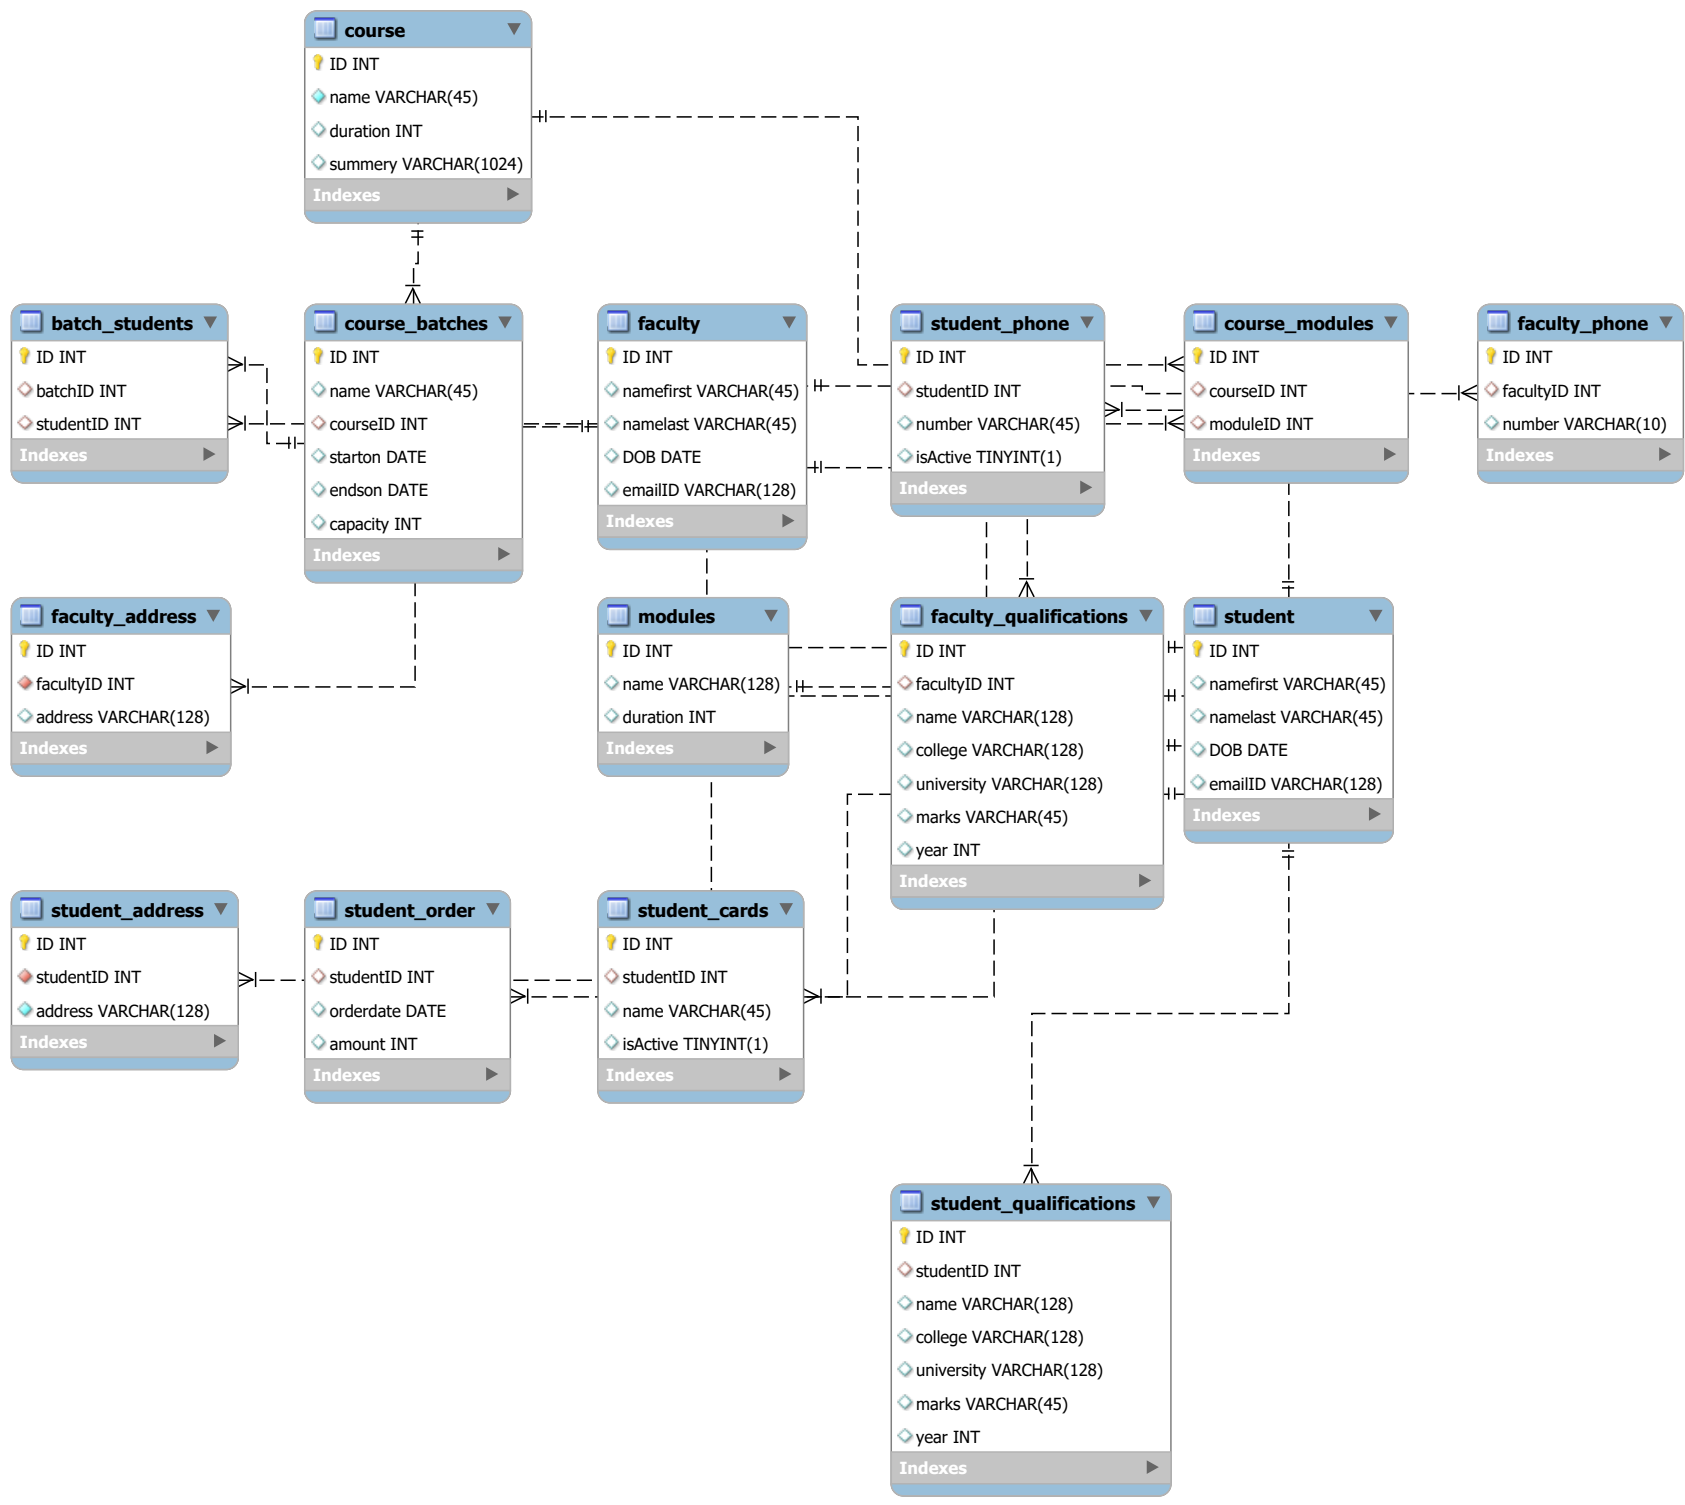 course
ID INT
name VARCHAR(45)
duration INT
summery VARCHAR(1024)
Indexes
batch_students
ID INT
batchID INT
studentID INT
Indexes
course_batches
ID INT
name VARCHAR(45)
courseID INT
starton DATE
endson DATE
capacity INT
Indexes
faculty
ID INT
namefirst VARCHAR(45)
namelast VARCHAR(45)
DOB DATE
emailID VARCHAR(128)
Indexes
student_phone
ID INT
studentID INT
number VARCHAR(45)
isActive TINYINT(1)
Indexes
course_modules
ID INT
courseID INT
moduleID INT
Indexes
faculty_phone
ID INT
facultyID INT
number VARCHAR(10)
Indexes
faculty_address
ID INT
facultyID INT
address VARCHAR(128)
Indexes
modules
ID INT
name VARCHAR(128)
duration INT
Indexes
faculty_qualifications
ID INT
facultyID INT
name VARCHAR(128)
college VARCHAR(128)
university VARCHAR(128)
marks VARCHAR(45)
year INT
Indexes
student
ID INT
namefirst VARCHAR(45)
namelast VARCHAR(45)
DOB DATE
emailID VARCHAR(128)
Indexes
student_address
ID INT
studentID INT
address VARCHAR(128)
Indexes
student_order
ID INT
studentID INT
orderdate DATE
amount INT
Indexes
student_cards
ID INT
studentID INT
name VARCHAR(45)
isActive TINYINT(1)
Indexes
student_qualifications
ID INT
studentID INT
name VARCHAR(128)
college VARCHAR(128)
university VARCHAR(128)
marks VARCHAR(45)
year INT
Indexes